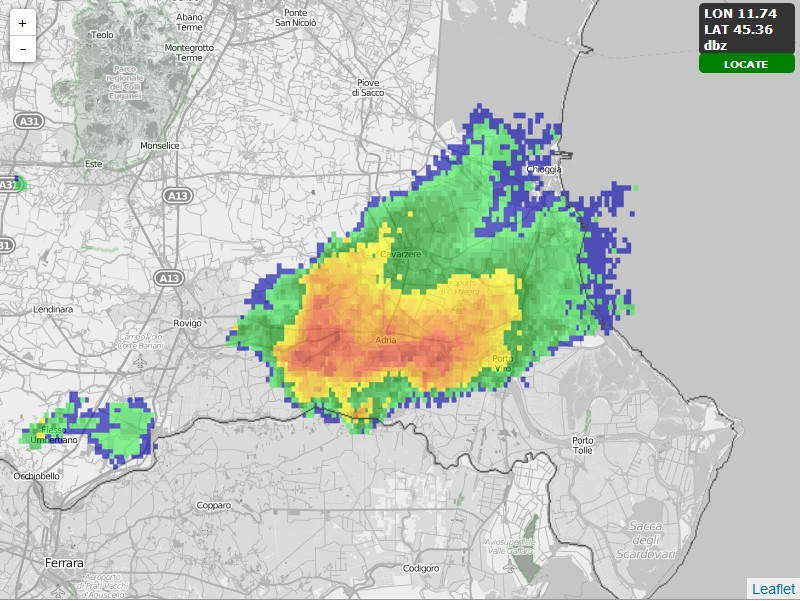 +
−
LON 11.74
LAT 45.36
dbz
LOCATE
Abano
Terme
Ponte
San Nicolò
Teolo
Montegrotto
Terme
Parco
regionale
dei Colli
Euganei
Piove
di Sacco
A31
Monselice
Este
Chioggia
A31
A13
31
Cavarzere
A13
Lendinara
Rovigo
Adria
Porto
Viro
Fiesso
Umbertiano
Porto
Tolle
Occhiobello
Copparo
Sacca
degli
Scardovari
Ferrara
Aeroporto
Codigoro
Leaflet